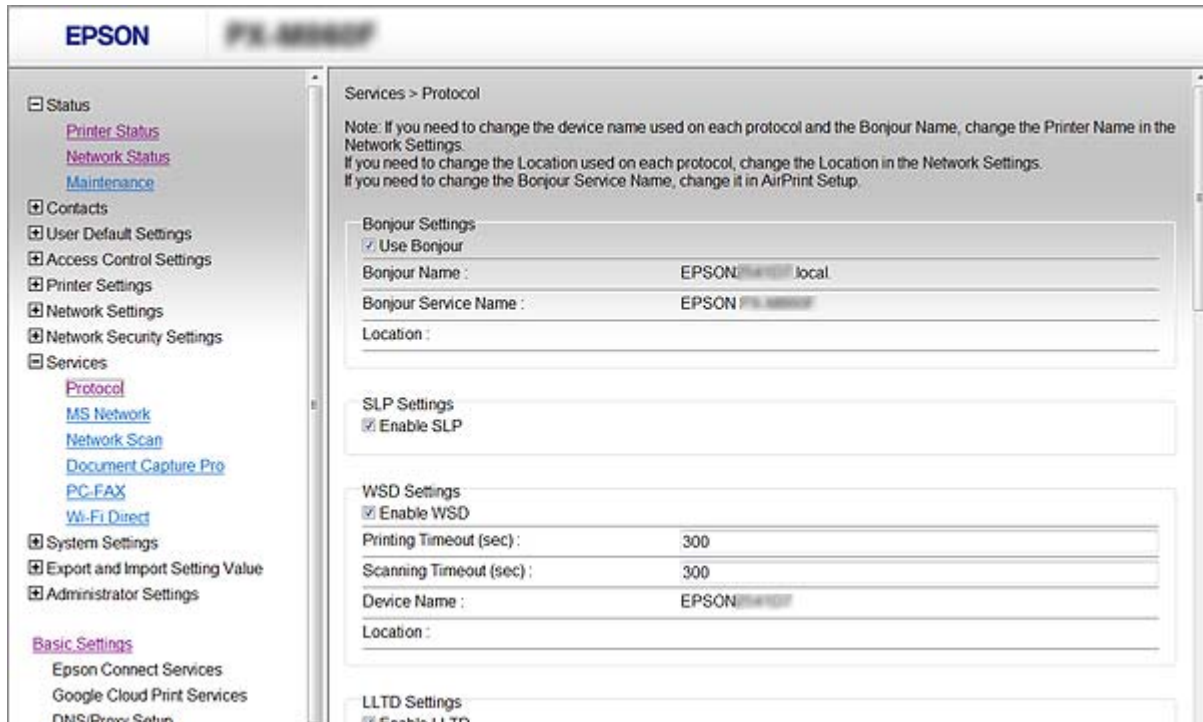 EPSON
Status
Printer Status
Network Status
Maintenance
Contacts
User Default Settings
Access Control Settings
Printer Settings
Network Settings
Network Security Settings
Services
Protocol
MS Network
Network Scan
Document Capture Pro
PC-FAX
Wi-Fi Direct
System Settings
Export and Import Setting Value
Administrator Settings
Basic Settings
Epson Connect Services
Google Cloud Print Services
DNS/Proxy Setup
Services > Protocol
Note: If you need to change the device name used on each protocol and the Bonjour Name, change the Printer Name in the
Network Settings.
If you need to change the Location used on each protocol, change the Location in the Network Settings.
If you need to change the Bonjour Service Name, change it in AirPrint Setup.
Bonjour Settings
Use Bonjour
Bonjour Name : EPSON .local.
Bonjour Service Name : EPSON
Location :
SLP Settings
Enable SLP
WSD Settings
Enable WSD
Printing Timeout (sec) : 300
Scanning Timeout (sec) : 300
Device Name : EPSON
Location :
LLTD Settings
Enable LLTD